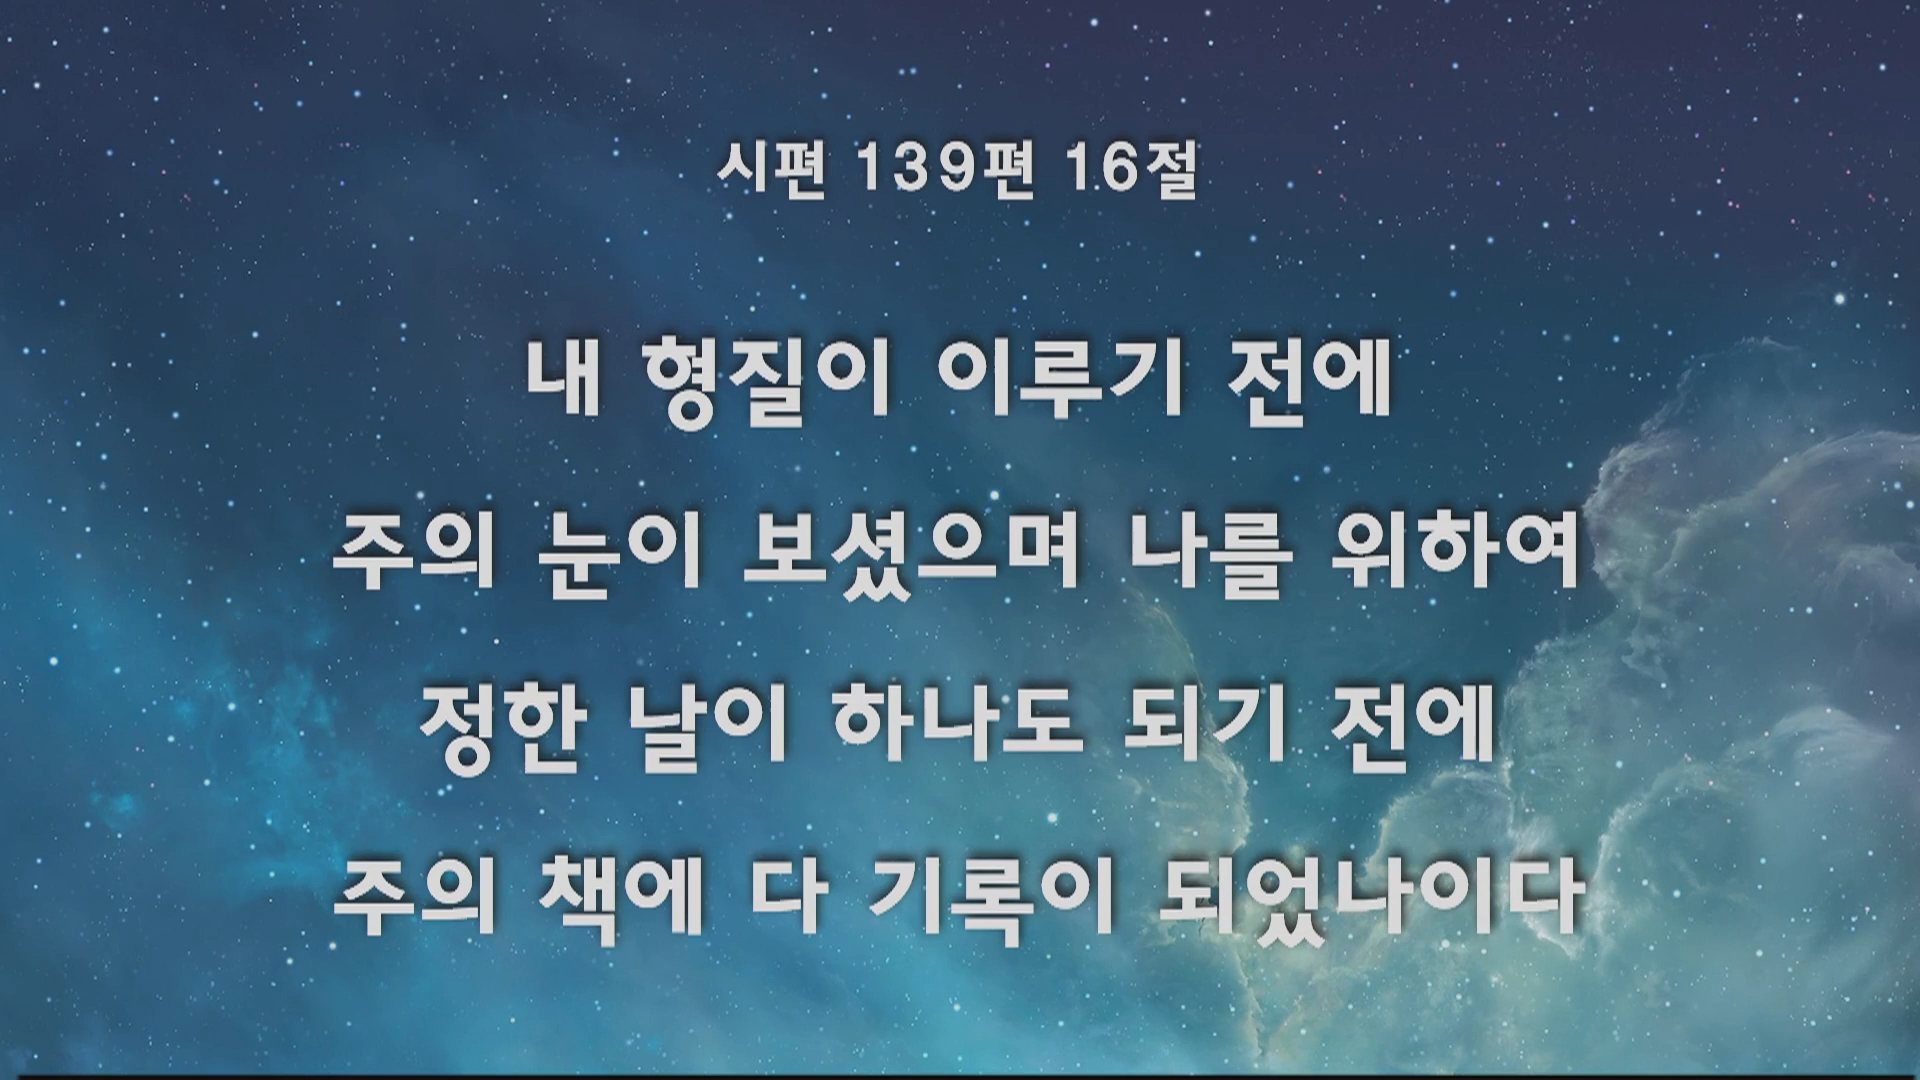 시편 139편 16절
내 형질이 이루기 전에
주의 눈이 보셨으며 나를 위하여
정한 날이 하나도 되기 전에
주의 책에 다 기록이 되었나이다